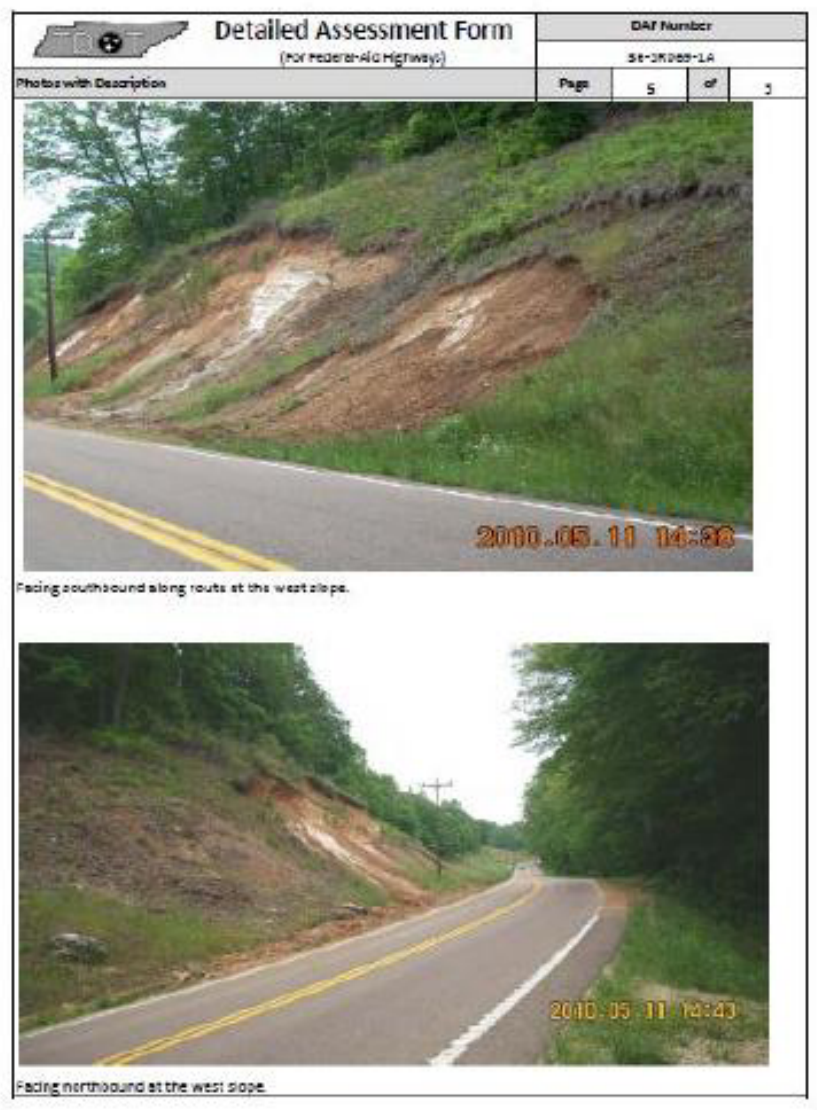 TDOT
Detailed Assessment Form
(For Federal-Aid Highways)
DAF Number
Photos with Description
Page 5 of
2010.05.11 14:38
Facing southbound along route at the west slope.
2010.05.11 14:43
Facing northbound at the west slope.